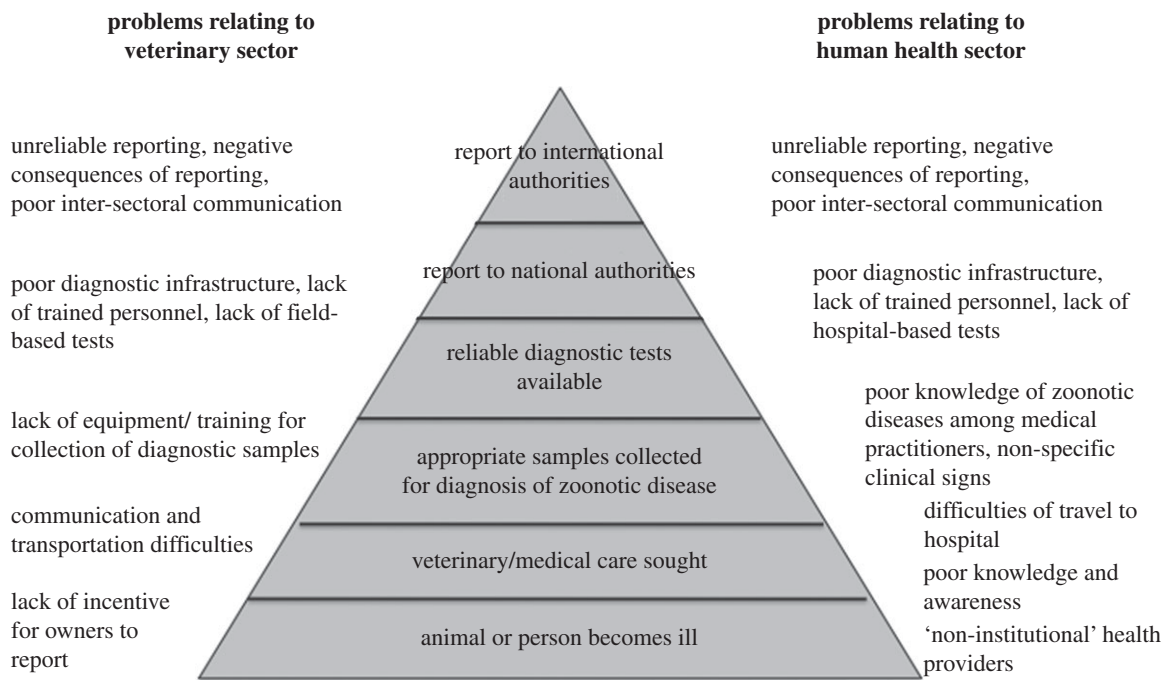 problems relating to
veterinary sector
problems relating to
human health sector
unreliable reporting, negative
consequences of reporting,
poor inter-sectoral communication
poor diagnostic infrastructure, lack
of trained personnel, lack of field-
based tests
lack of equipment/ training for
collection of diagnostic samples
communication and
transportation difficulties
lack of incentive
for owners to
report
report to international
authorities
report to national authorities
reliable diagnostic tests
available
appropriate samples collected
for diagnosis of zoonotic disease
veterinary/medical care sought
animal or person becomes ill
unreliable reporting, negative
consequences of reporting,
poor inter-sectoral communication
poor diagnostic infrastructure,
lack of trained personnel, lack of
hospital-based tests
poor knowledge of zoonotic
diseases among medical
practitioners, non-specific
clinical signs
difficulties of travel to
hospital
poor knowledge and
awareness
‘non-institutional’ health
providers